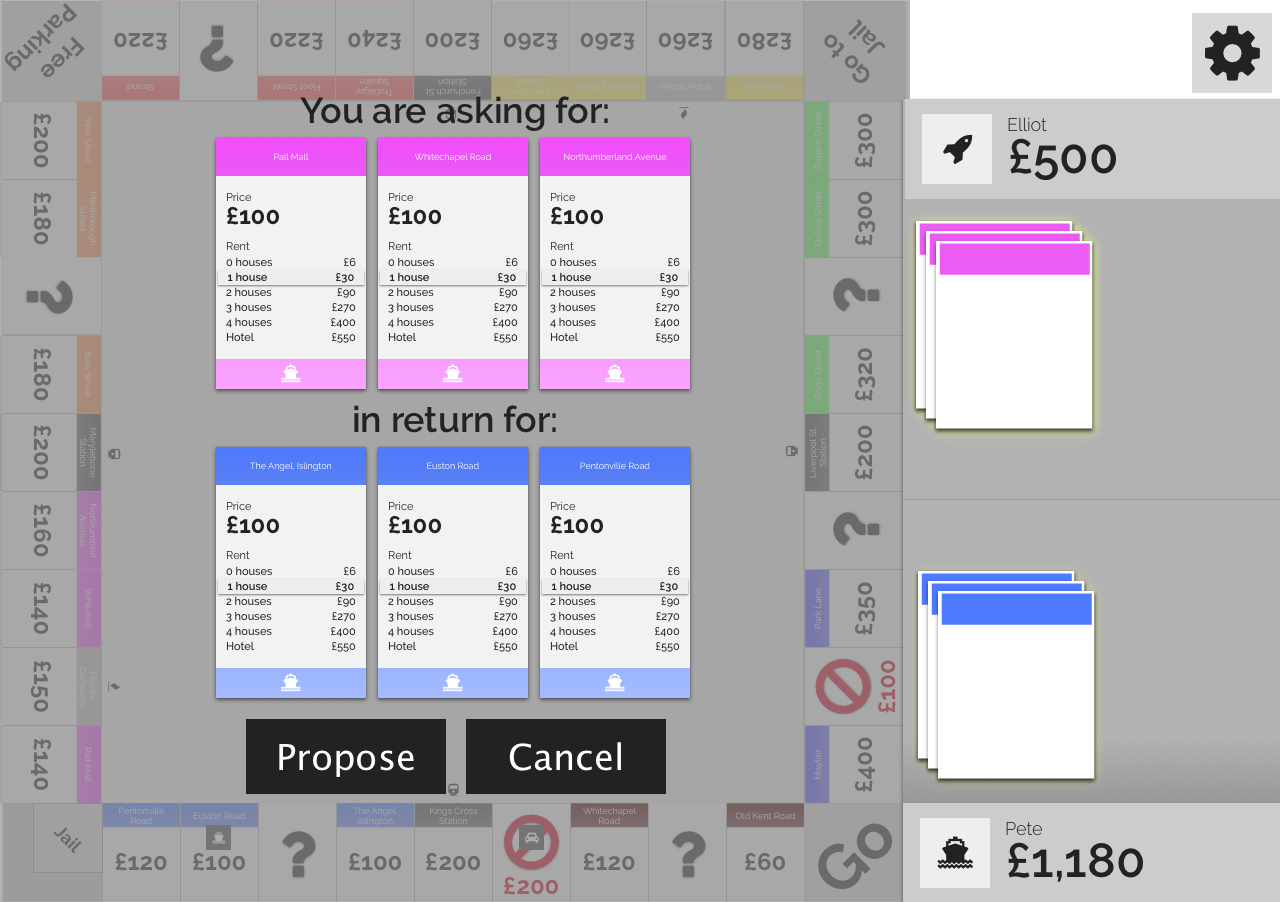 Free
Parking
£220
?
£220
£240
£200
£260
£260
£260
£280
Go to
Jail
Strand
Fleet Street
Trafalgar
Square
Fenchurch St
Station
Leicester
Square
Coventry Street
Water Works
Piccadilly
You are asking for:
Pall Mall
Whitechapel Road
Northumberland Avenue
Price
£100
Rent
0 houses £6
1 house £30
2 houses £90
3 houses £270
4 houses £400
Hotel £550
Price
£100
Rent
0 houses £6
1 house £30
2 houses £90
3 houses £270
4 houses £400
Hotel £550
Price
£100
Rent
0 houses £6
1 house £30
2 houses £90
3 houses £270
4 houses £400
Hotel £550
in return for:
The Angel, Islington
Euston Road
Pentonville Road
Price
£100
Rent
0 houses £6
1 house £30
2 houses £90
3 houses £270
4 houses £400
Hotel £550
Price
£100
Rent
0 houses £6
1 house £30
2 houses £90
3 houses £270
4 houses £400
Hotel £550
Price
£100
Rent
0 houses £6
1 house £30
2 houses £90
3 houses £270
4 houses £400
Hotel £550
Propose
Cancel
£200
Vine Street
£180
Marlborough
Street
?
£180
Bow Street
£200
Marylebone
Station
£160
Northumbrlnd
Avenue
£140
Whitehall
£150
Electric
Company
£140
Pall Mall
Regent Street
£300
Oxford Street
£300
?
Bond Street
£320
Liverpool St.
Station
£200
?
Park Lane
£350
£100
Mayfair
£400
Jail
Pentonville
Road
£120
Euston Road
£100
?
The Angel,
Islington
£100
Kings Cross
Station
£200
£200
Whitechapel
Road
£120
?
Old Kent Road
£60
GO
Elliot
£500
Pete
£1,180